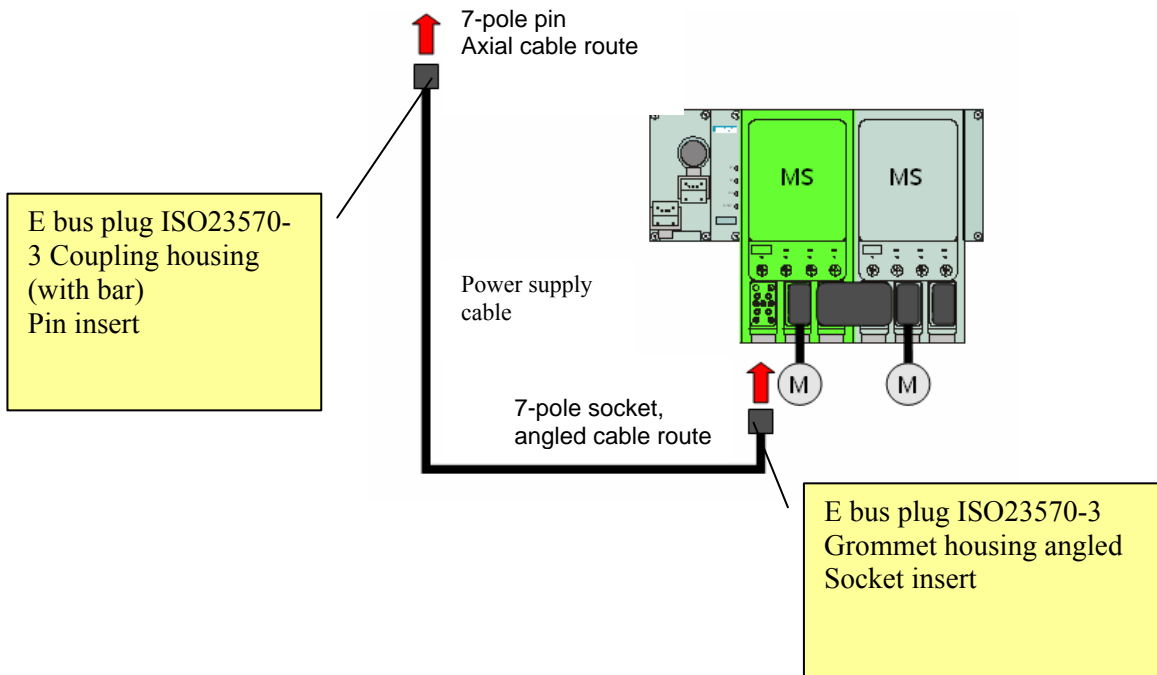 7-pole pin
Axial cable route
MS
MS
E bus plug ISO23570-
3 Coupling housing
(with bar)
Pin insert
Power supply
cable
M
M
7-pole socket,
angled cable route
E bus plug ISO23570-3
Grommet housing angled
Socket insert